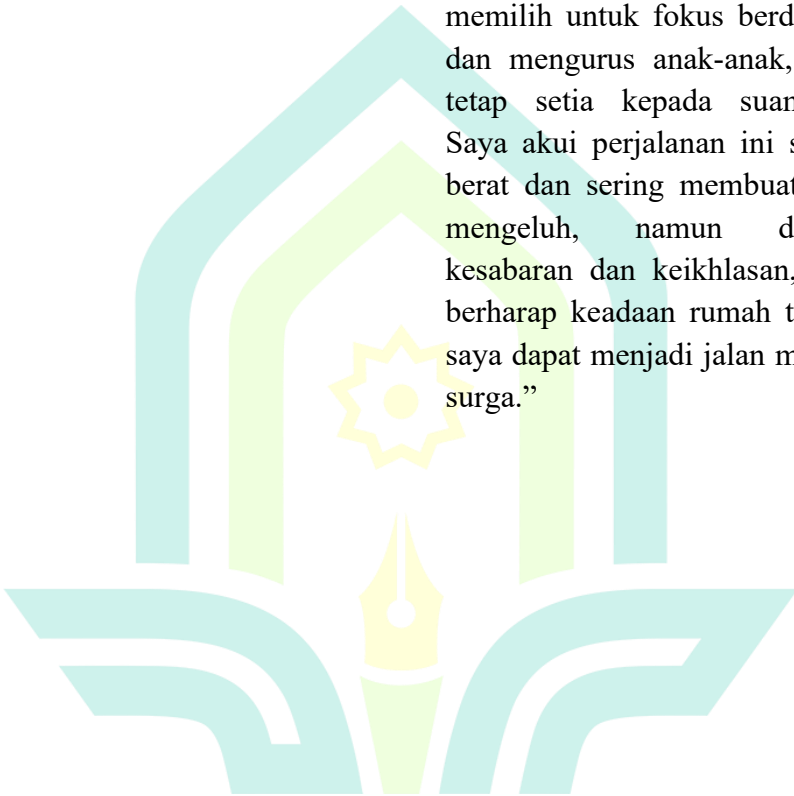 memilih untuk fokus berd
dan mengurus anak-anak,
tetap setia kepada suar
Saya akui perjalanan ini s
berat dan sering membuat
mengeluh, namun d
kesabaran dan keikhlasan,
berharap keadaan rumah t
saya dapat menjadi jalan m
surga.”